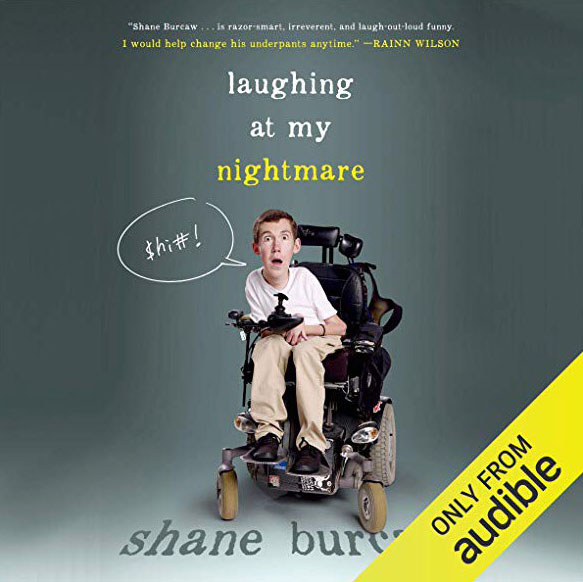 "Shane Burcaw . . . is razor-smart, irreverent, and laugh-out-loud funny.
I would help change his underpants anytime." —RAINN WILSON
laughing
at my
nightmare
$hi#!
shane burca
ONLY FROM
audible